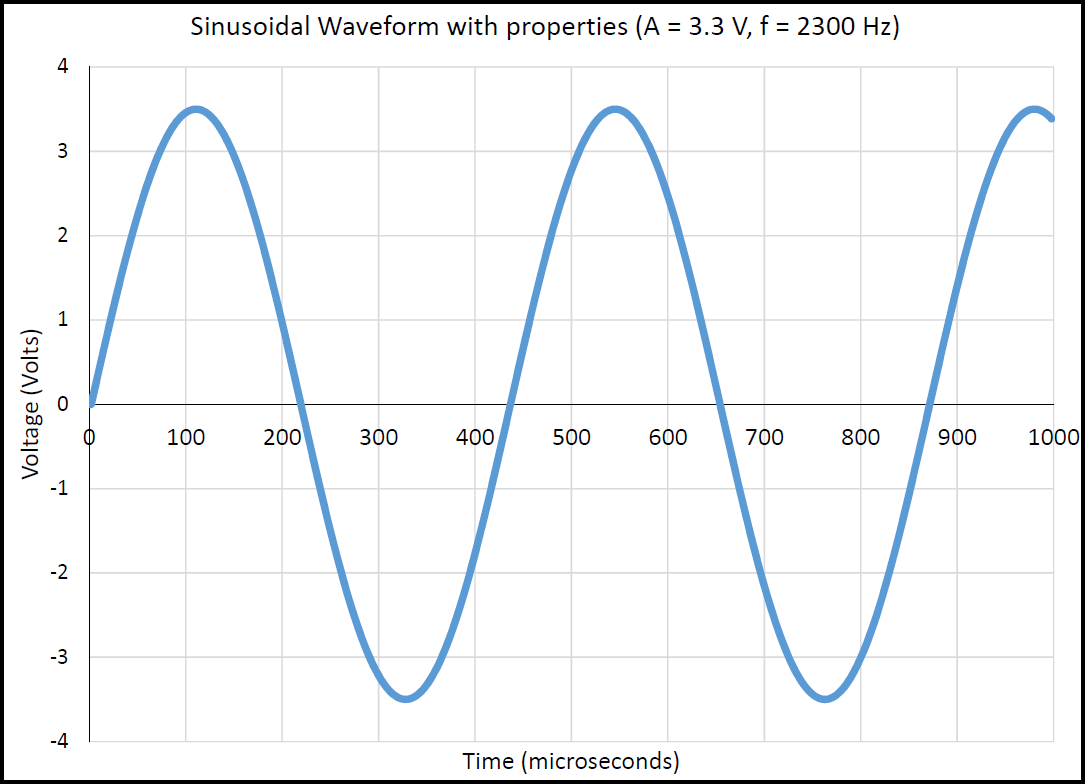 Sinusoidal Waveform with properties (A = 3.3 V, f = 2300 Hz)
4
3
2
1
0
-1
-2
-3
-4
Voltage (Volts)
0 100 200 300 400 500 600 700 800 900 1000
Time (microseconds)